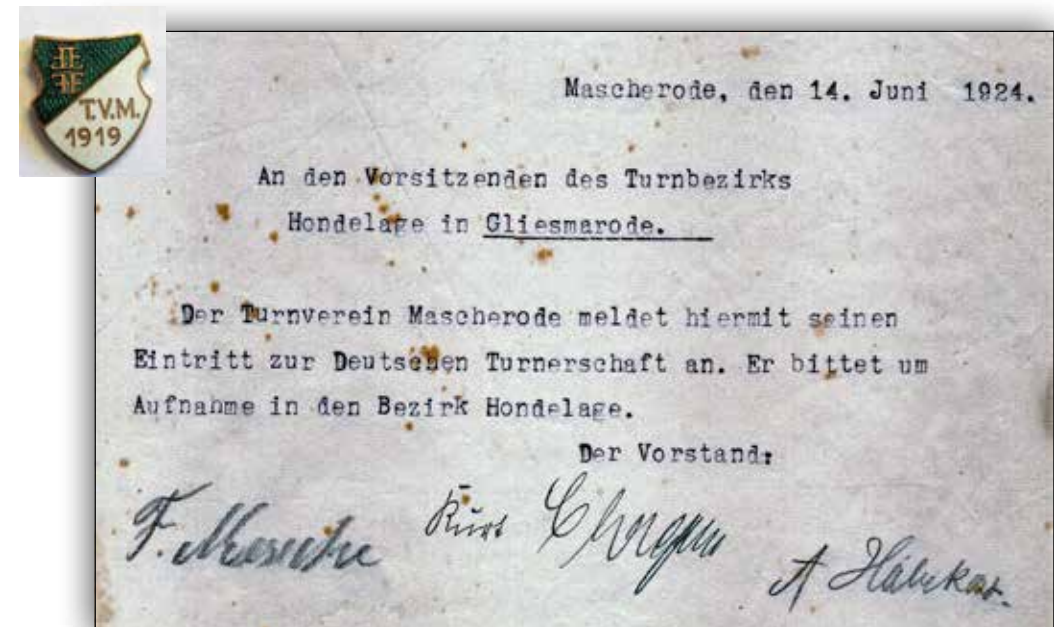 T.V.M.
1919
Mascherode, den 14. Juni 1924.
An den Vorsitzenden des Turnbezirks
Hondelage in Gliesmarode.
Der Turnverein Mascherode meldet hiermit seinen
Eintritt zur Deutschen Turnerschaft an. Er bittet um
Aufnahme in den Bezirk Hondelage.
Der Vorstand:
F. Kurt A